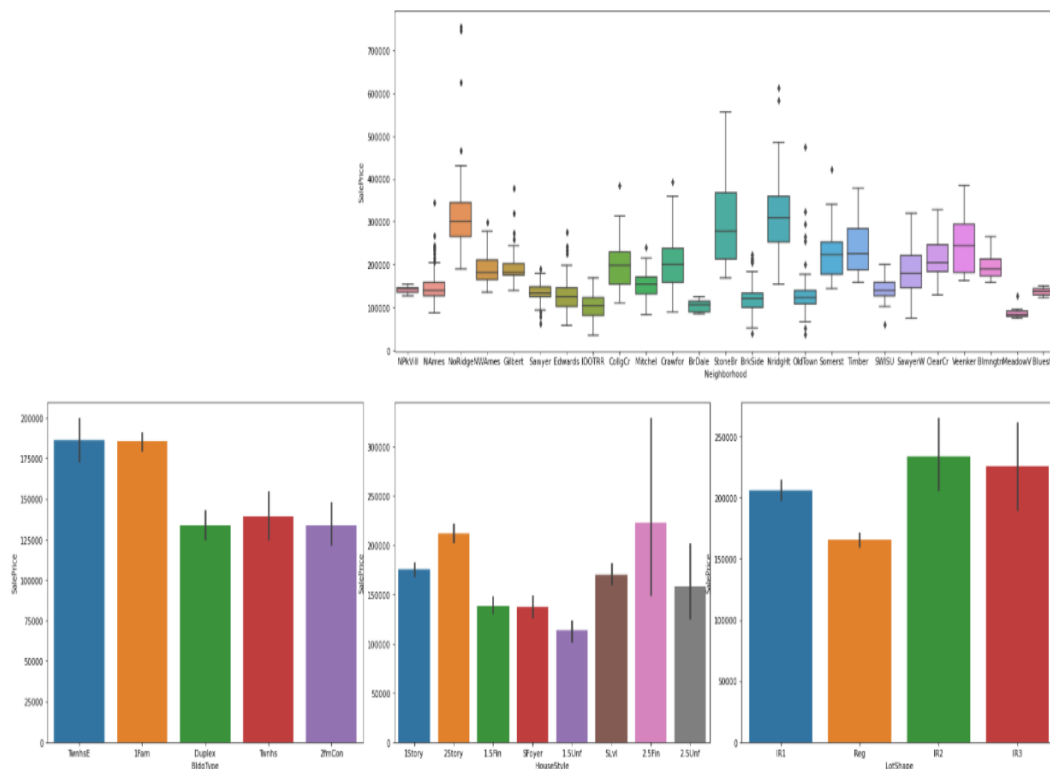 700000
600000
500000
400000
300000
200000
100000
0
SalePrice
NPkVill NAmes NoRidge NWAmes Gilbert Sawyer Edwards IDOTRR CollgCr Mitchel Crawfor BrDale StoneBr BrkSide NridgHt OldTown Somerst Timber SWISU SawyerW ClearCr Veenker Blmngtn MeadowV Bluest
Neighborhood
200000
175000
150000
125000
100000
75000
50000
25000
0
TwnhsE 1Fam Duplex Twnhs 2fmCon
BldgType
SalePrice
300000
250000
200000
150000
100000
50000
0
1Story 2Story 1.5Fin SFoyer 1.5Unf SLvl 2.5Fin 2.5Unf
HouseStyle
SalePrice
250000
200000
150000
100000
50000
0
IR1 Reg IR2 IR3
LotShape